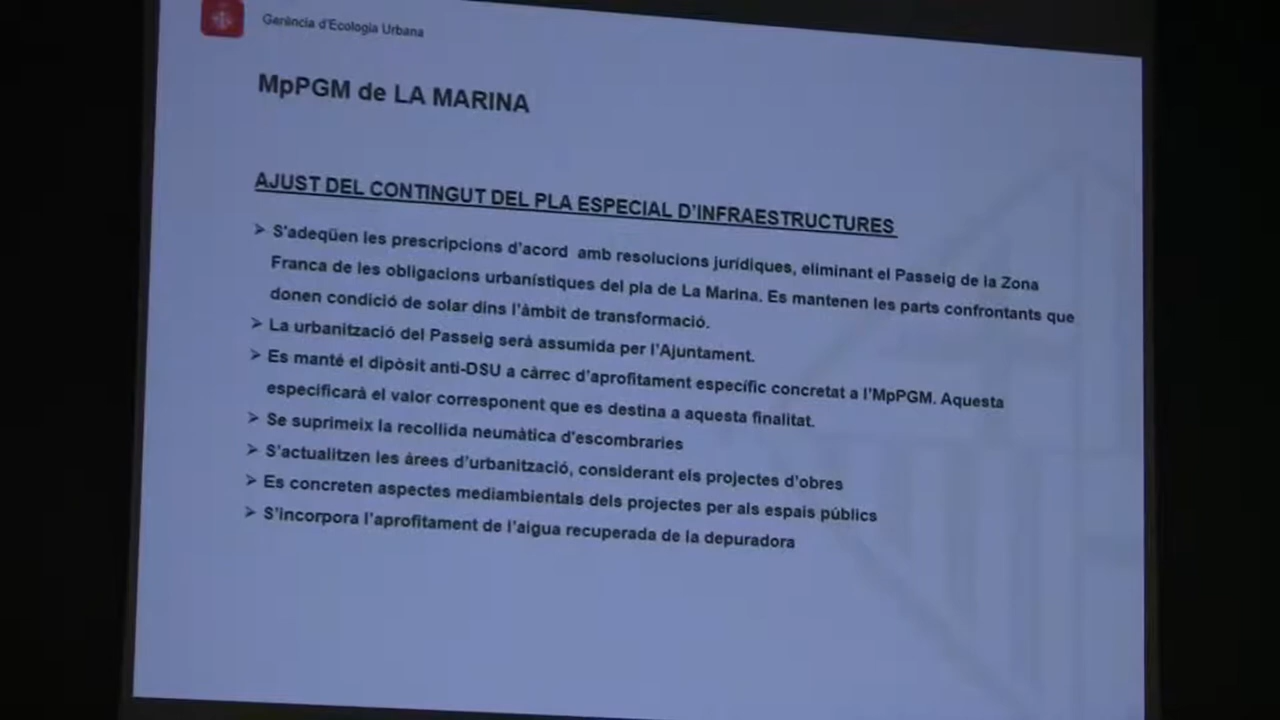 Gerència d'Ecologia Urbana
MpPGM de LA MARINA
AJUST DEL CONTINGUT DEL PLA ESPECIAL D'INFRAESTRUCTURES
➢ S'adeqüen les prescripcions d'acord amb resolucions jurídiques, eliminant el Passeig de la Zona
Franca de les obligacions urbanístiques del pla de La Marina. Es mantenen les parts confrontants que
donen condició de solar dins l'àmbit de transformació.
➢ La urbanització del Passeig serà assumida per l'Ajuntament.
➢ Es manté el dipòsit anti-DSU a càrrec d'aprofitament específic concretat a l'MpPGM. Aquesta
especificarà el valor corresponent que es destina a aquesta finalitat.
➢ Se suprimeix la recollida neumàtica d'escombraries
➢ S'actualitzen les àrees d'urbanització, considerant els projectes d'obres
➢ Es concreten aspectes mediambientals dels projectes per als espais públics
➢ S'incorpora l'aprofitament de l'aigua recuperada de la depuradora